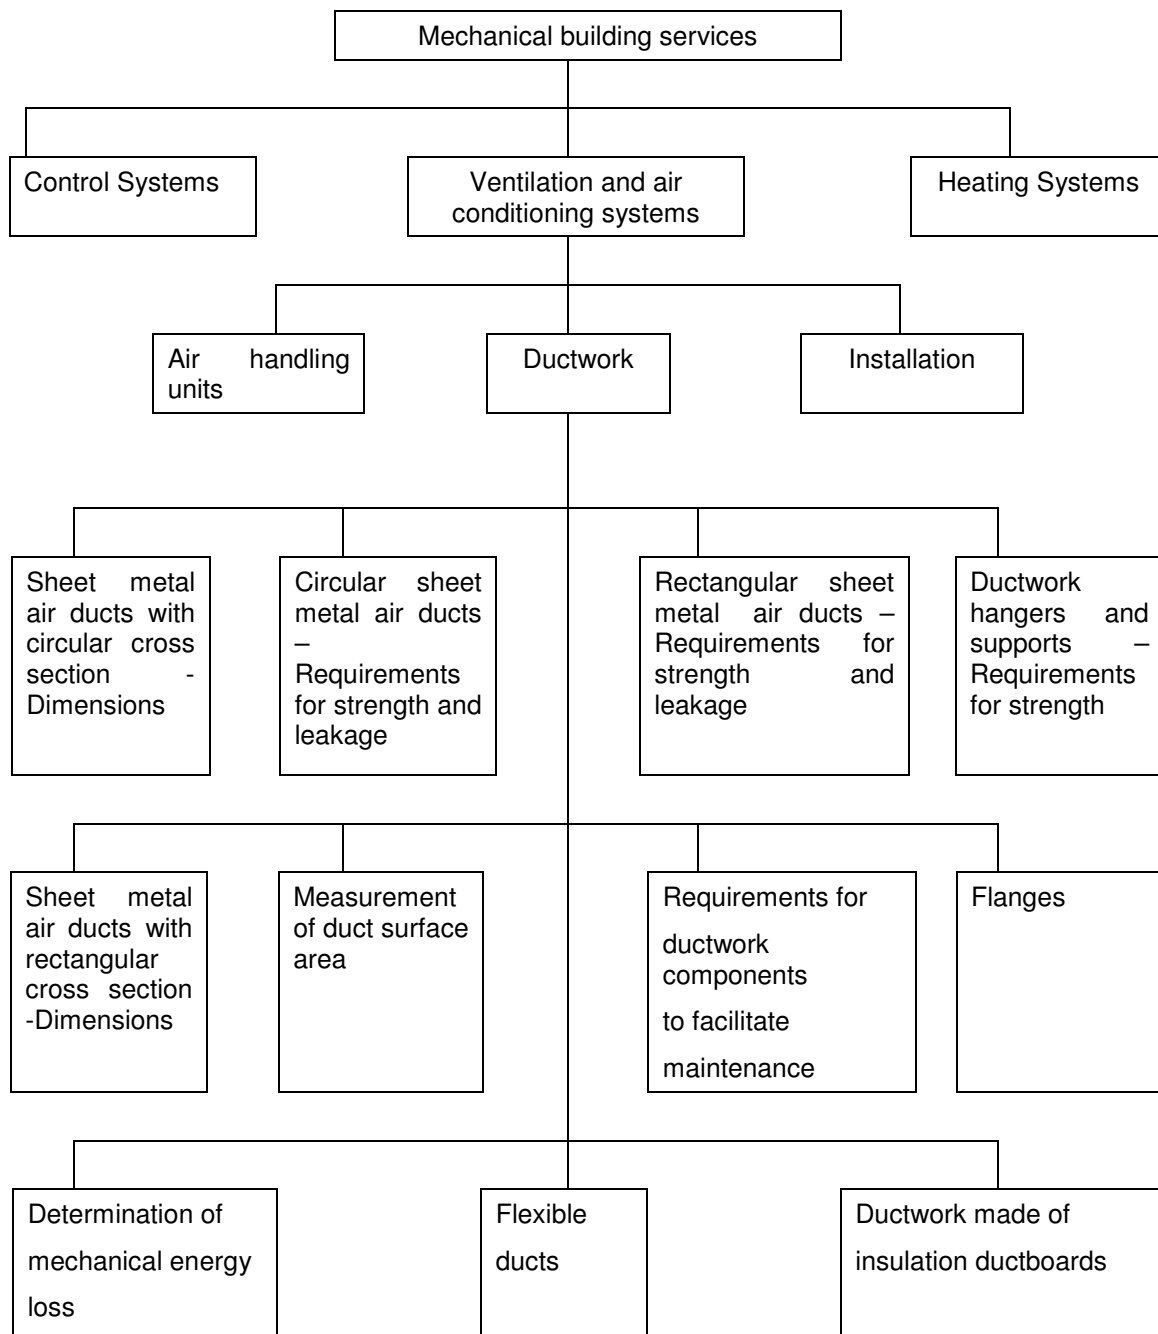 Mechanical building services
Control Systems
Ventilation and air
conditioning systems
Heating Systems
Air handling
units
Ductwork
Installation
Sheet metal
air ducts with
circular cross
section -
Dimensions
Circular sheet
metal air ducts
–
Requirements
for strength and
leakage
Rectangular sheet
metal air ducts –
Requirements for
strength and
leakage
Ductwork
hangers and
supports –
Requirements
for strength
Sheet metal
air ducts with
rectangular
cross section
-Dimensions
Measurement
of duct surface
area
Requirements for
ductwork
components
to facilitate
maintenance
Flanges
Determination of
mechanical energy
loss
Flexible
ducts
Ductwork made of
insulation ductboards